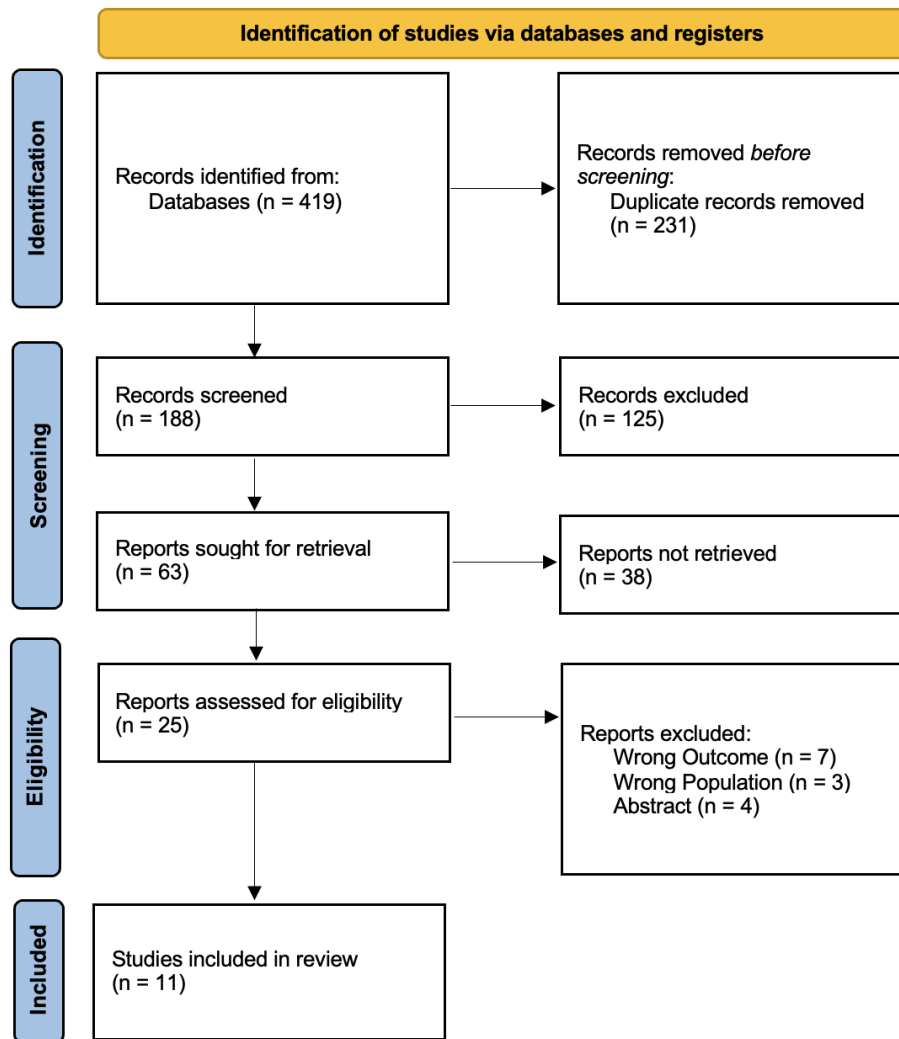 Identification of studies via databases and registers
Identification
Records identified from:
Databases (n = 419)
Records removed before
screening:
Duplicate records removed
(n = 231)
Screening
Records screened
(n = 188)
Records excluded
(n = 125)
Reports sought for retrieval
(n = 63)
Reports not retrieved
(n = 38)
Eligibility
Reports assessed for eligibility
(n = 25)
Reports excluded:
Wrong Outcome (n = 7)
Wrong Population (n = 3)
Abstract (n = 4)
Included
Studies included in review
(n = 11)